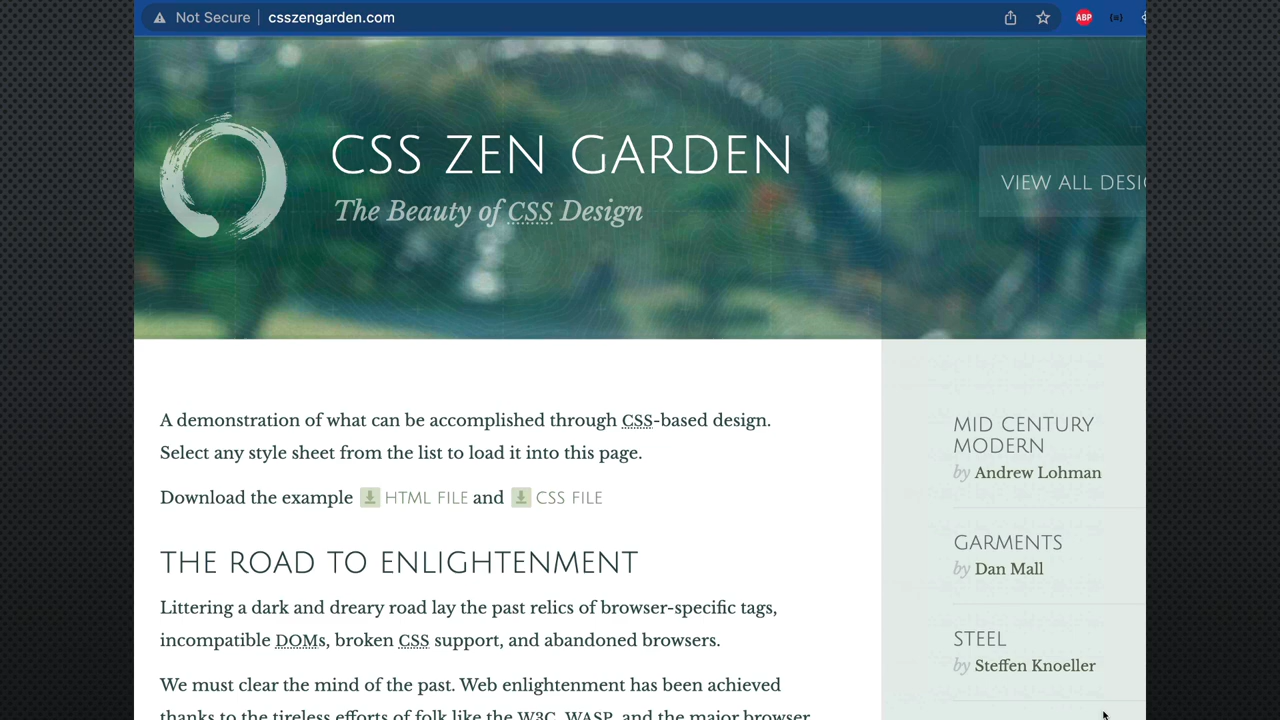 Not Secure csszengarden.com
ABP
CSS ZEN GARDEN
The Beauty of CSS Design
VIEW ALL DESI
A demonstration of what can be accomplished through CSS-based design.
Select any style sheet from the list to load it into this page.
Download the example HTML FILE and CSS FILE
THE ROAD TO ENLIGHTENMENT
Littering a dark and dreary road lay the past relics of browser-specific tags,
incompatible DOMs, broken CSS support, and abandoned browsers.
We must clear the mind of the past. Web enlightenment has been achieved
thanks to the tireless efforts of folk like the W3C, WASP, and the major browser
MID CENTURY
MODERN
by Andrew Lohman
GARMENTS
by Dan Mall
STEEL
by Steffen Knoeller